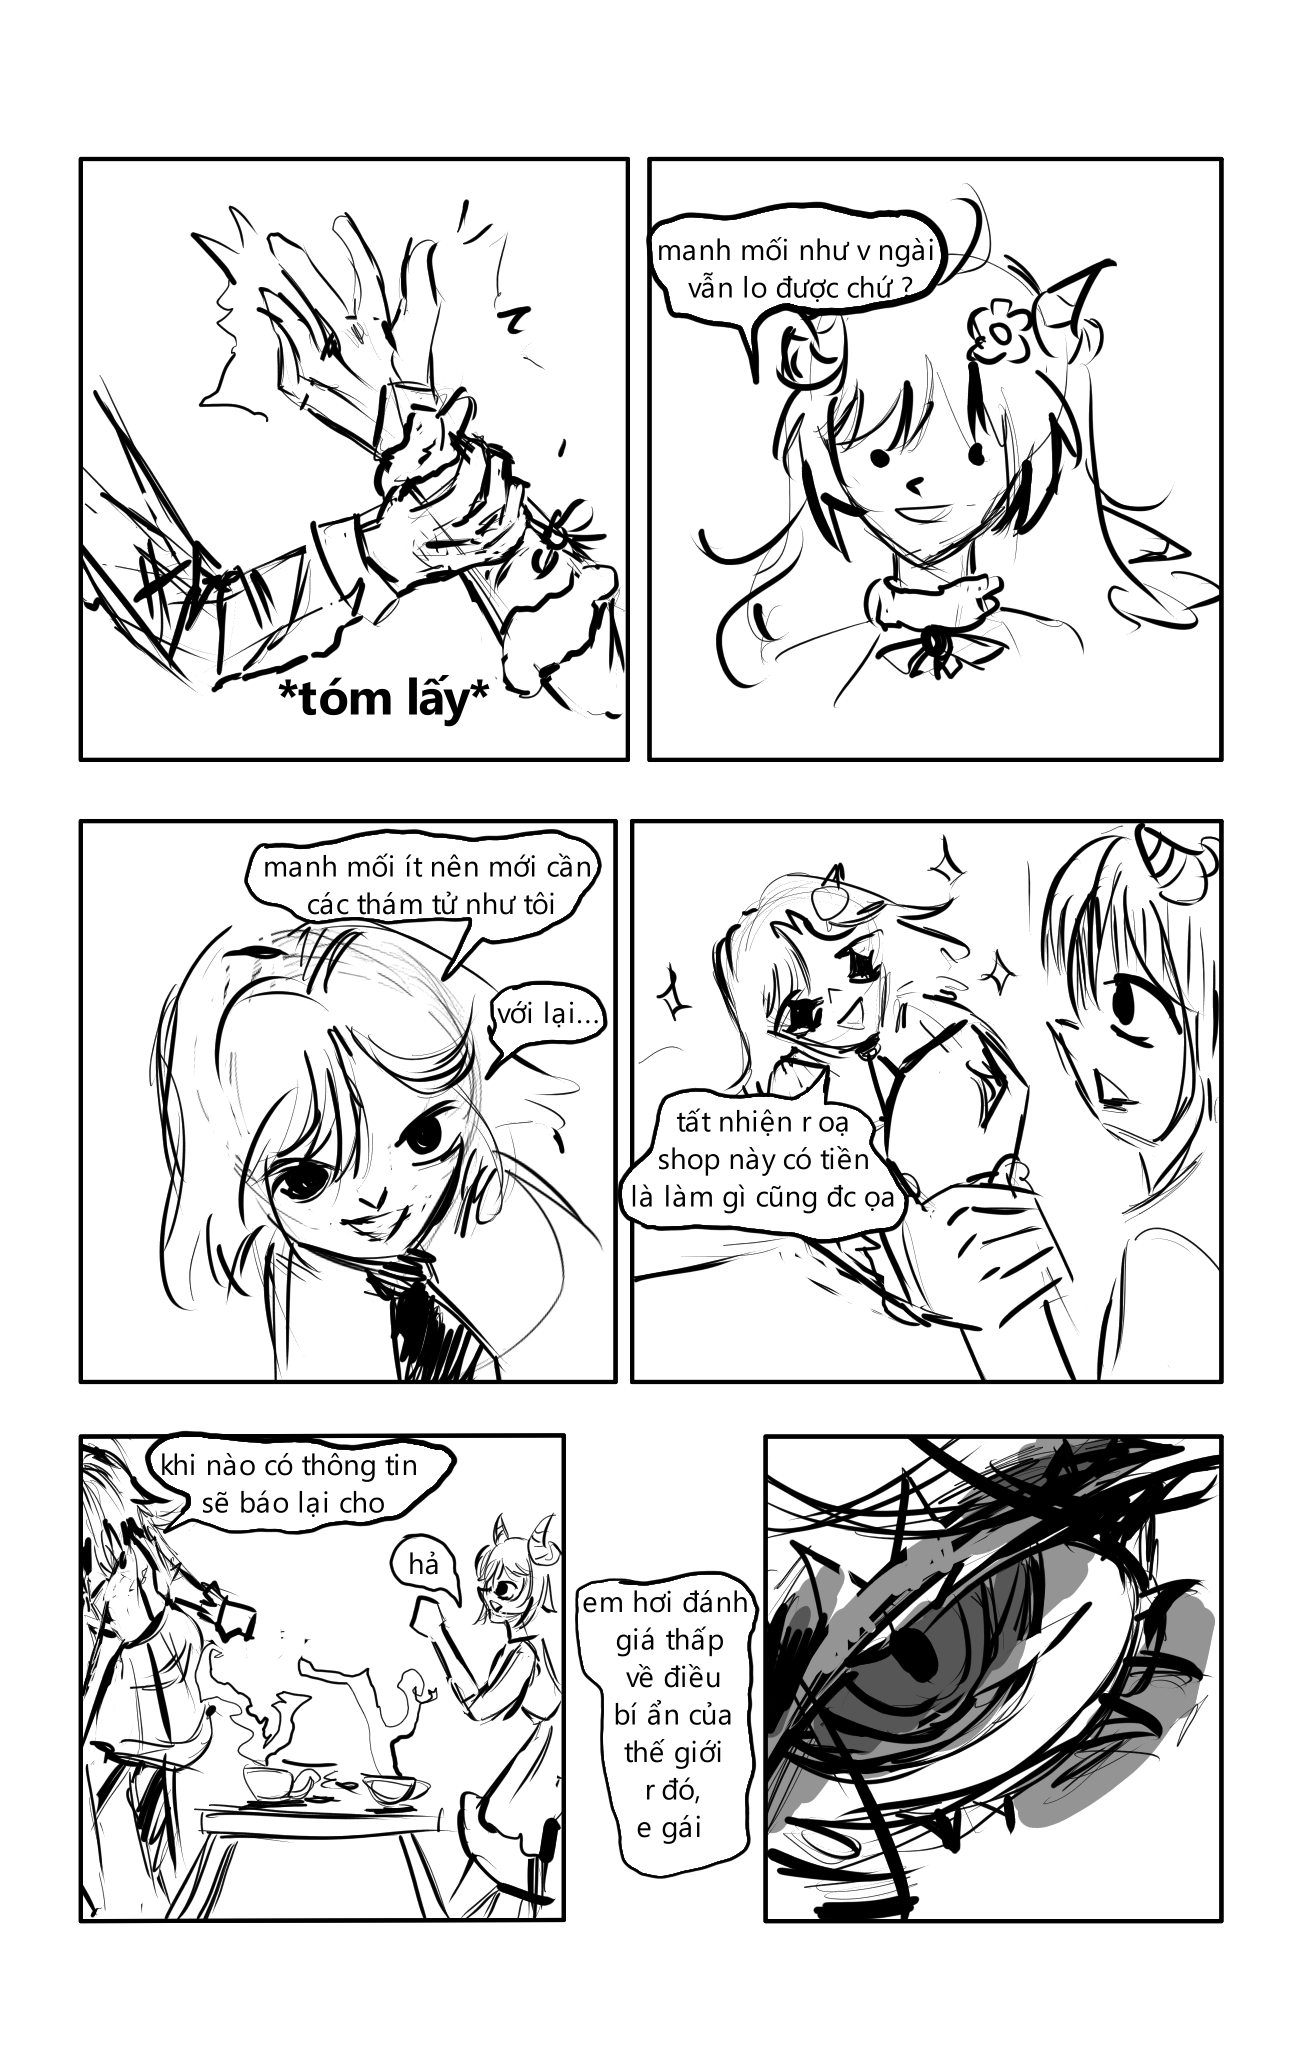 *tóm lấy*
manh mối như v ngài
vẫn lo được chứ ?
manh mối ít nên mới cần
các thám tử như tôi
với lại...
tất nhiện r oạ
shop này có tiền
là làm gì cũng đc ọa
khi nào có thông tin
sẽ báo lại cho
hả
em hơi đánh
giá thấp
về điều
bí ẩn của
thế giới
r đó,
e gái